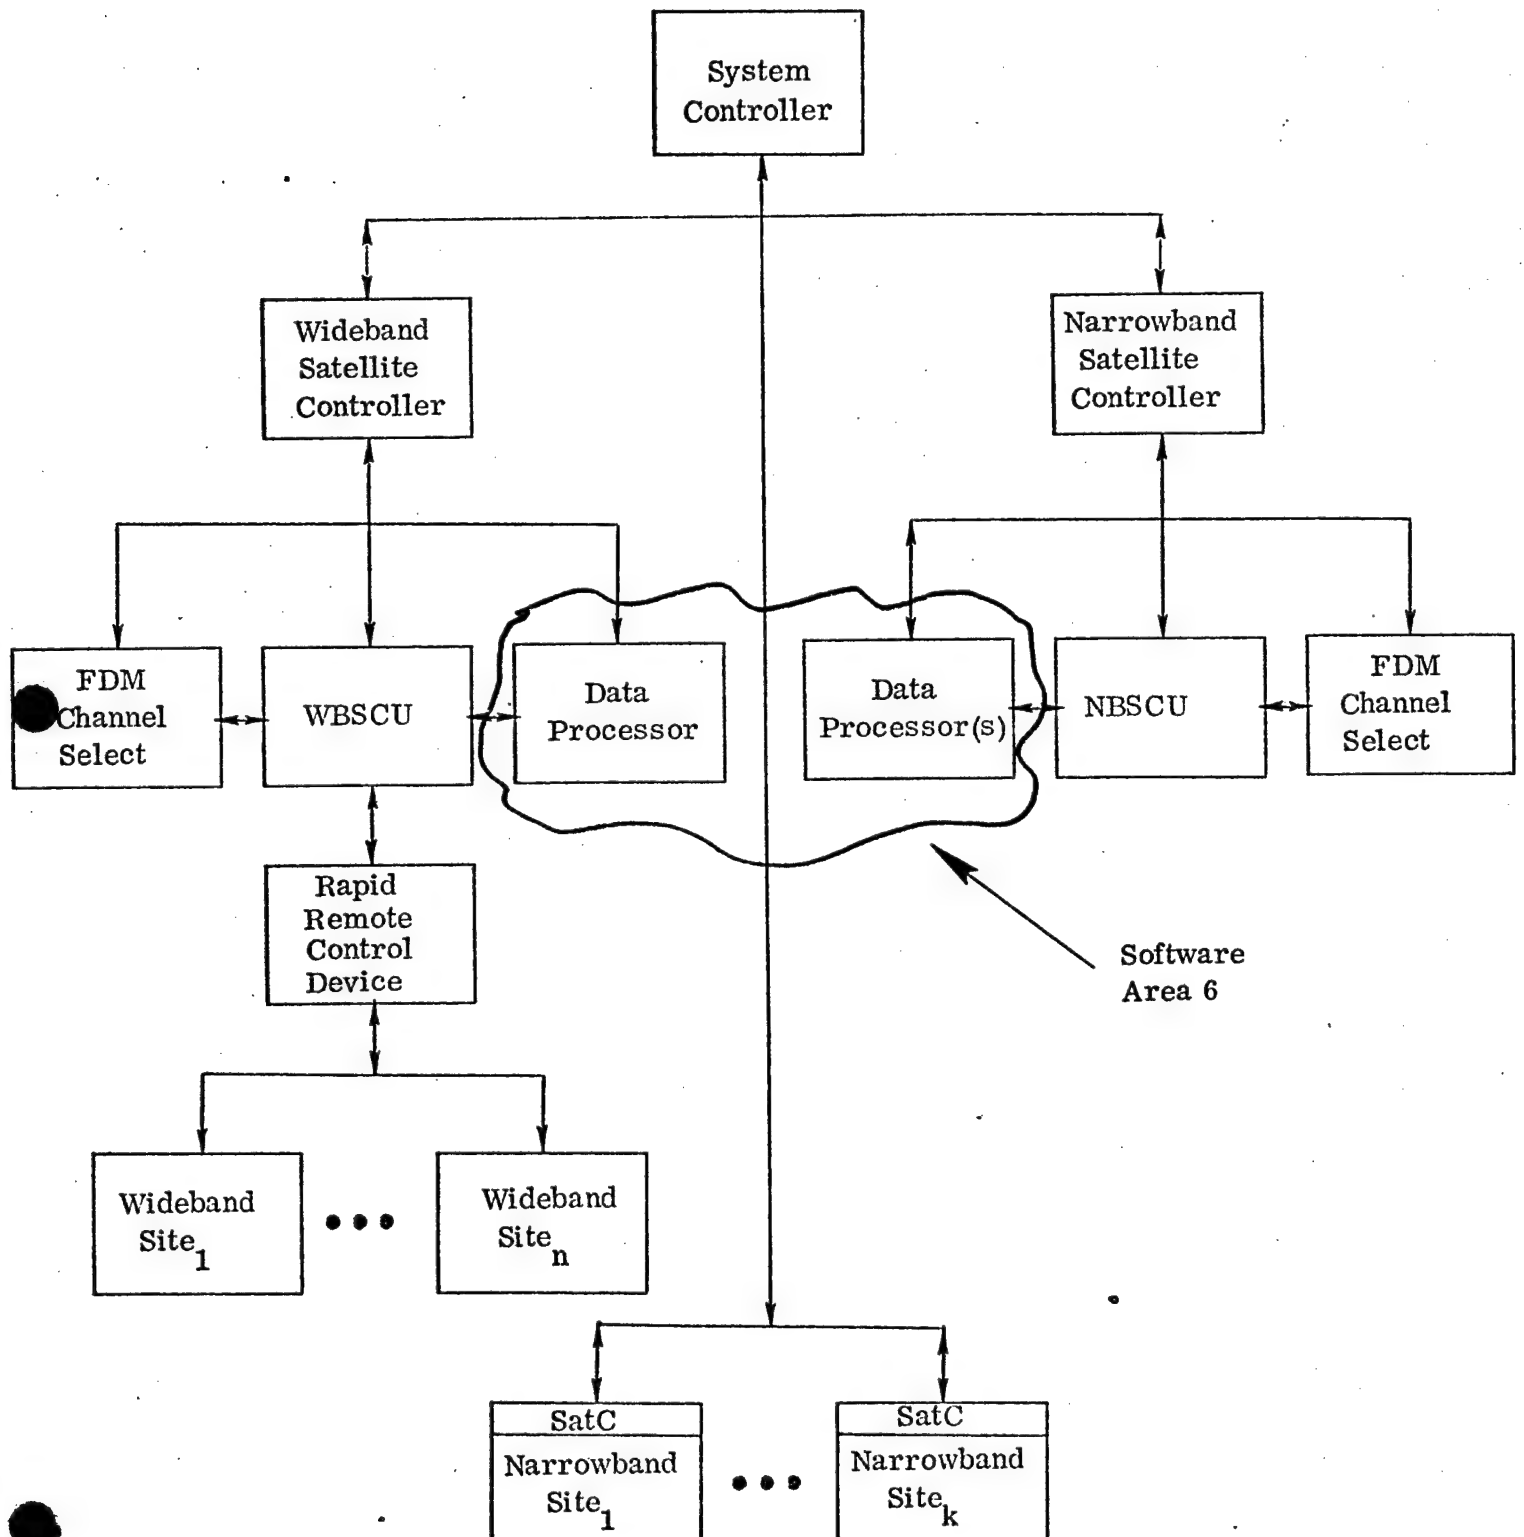 System
Controller
Wideband
Satellite
Controller
Narrowband
Satellite
Controller
FDM
Channel
Select
WBSCU
Data
Processor
Data
Processor(s)
NBSCU
FDM
Channel
Select
Rapid
Remote
Control
Device
Software
Area 6
Wideband
Site1
Wideband
Siten
SatC
Narrowband
Site1
SatC
Narrowband
Sitek